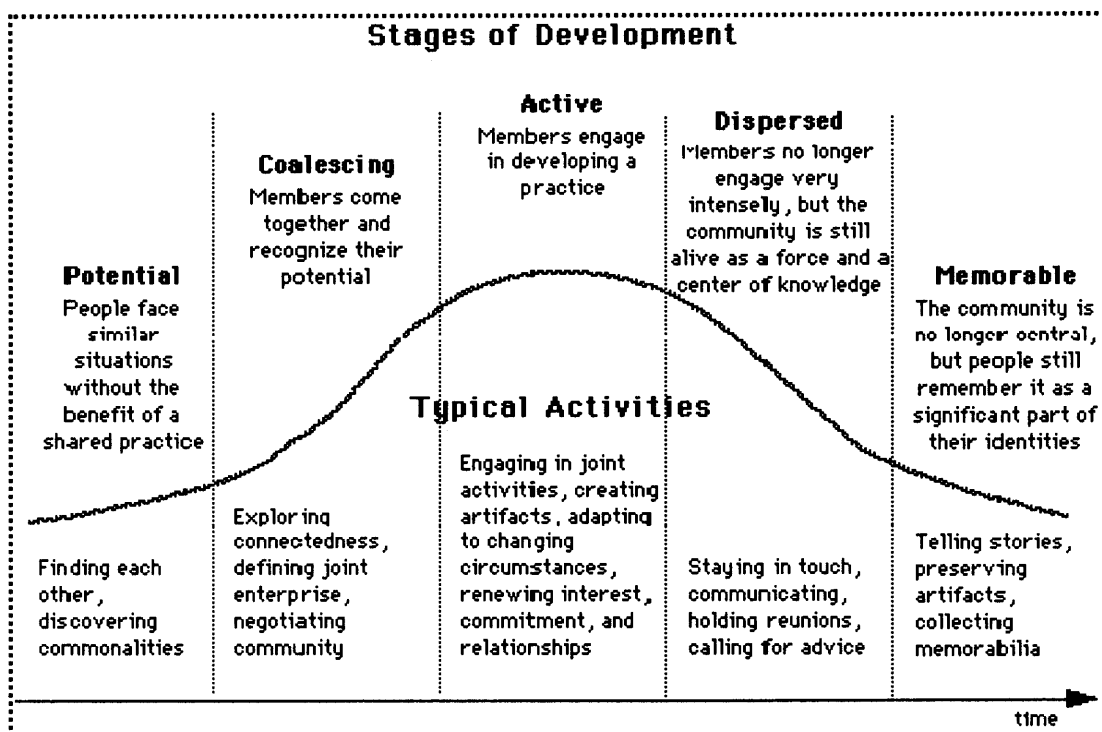 Stages of Development
Potential
People face
similar
situations
without the
benefit of a
shared practice
Coalescing
Members come
together and
recognize their
potential
Active
Members engage
in developing a
practice
Dispersed
Members no longer
engage very
intensely, but the
community is still
alive as a force and a
center of knowledge
Memorable
The community is
no longer central,
but people still
remember it as a
significant part of
their identities
Typical Activities
Finding each
other,
discovering
commonalities
Exploring
connectedness,
defining joint
enterprise,
negotiating
community
Engaging in joint
activities, creating
artifacts, adapting
to changing
circumstances,
renewing interest,
commitment, and
relationships
Staying in touch,
communicating,
holding reunions,
calling for advice
Telling stories,
preserving
artifacts,
collecting
memorabilia
time